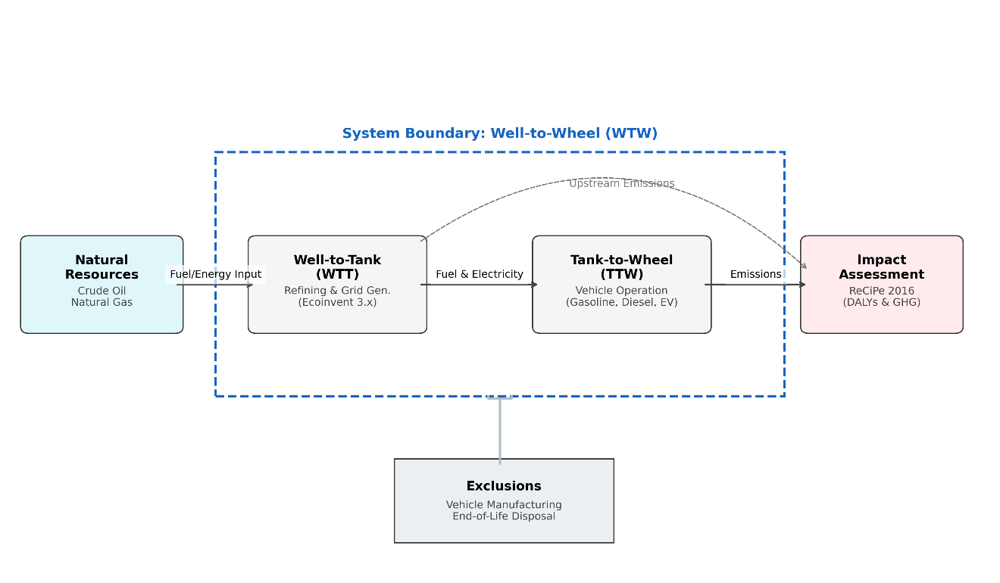 System Boundary: Well-to-Wheel (WTW)
Upstream Emissions
Natural
Resources
Crude Oil
Natural Gas
Fuel/Energy Input
Well-to-Tank
(WTT)
Refining & Grid Gen.
(Ecoinvent 3.x)
Fuel & Electricity
Tank-to-Wheel
(TTW)
Vehicle Operation
(Gasoline, Diesel, EV)
Emissions
Impact
Assessment
ReCiPe 2016
(DALYs & GHG)
Exclusions
Vehicle Manufacturing
End-of-Life Disposal